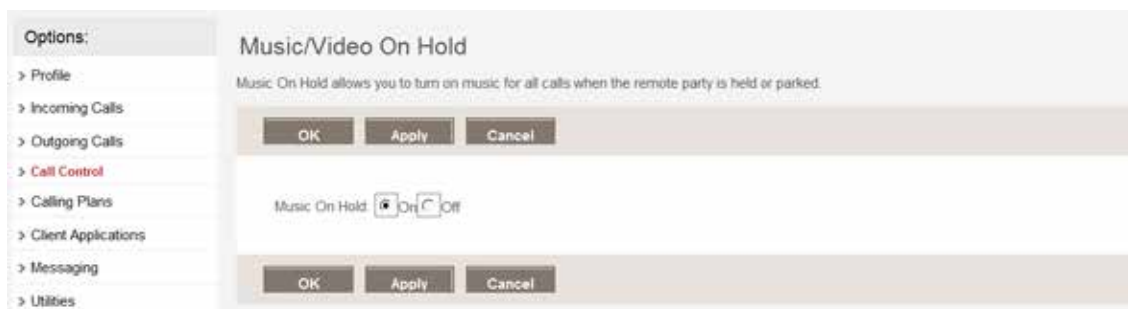 Options:
> Profile
> Incoming Calls
> Outgoing Calls
> Call Control
> Calling Plans
> Client Applications
> Messaging
> Utilities
Music/Video On Hold
Music On Hold allows you to turn on music for all calls when the remote party is held or parked.
OK Apply Cancel
Music On Hold: On Off
OK Apply Cancel